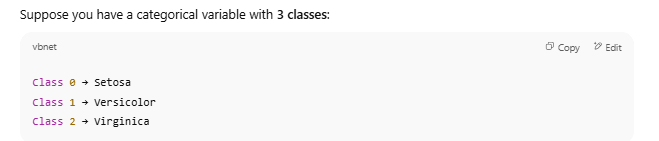 Suppose you have a categorical variable with 3 classes:
vbnet
Copy
Edit
Class 0 → Setosa
Class 1 → Versicolor
Class 2 → Virginica